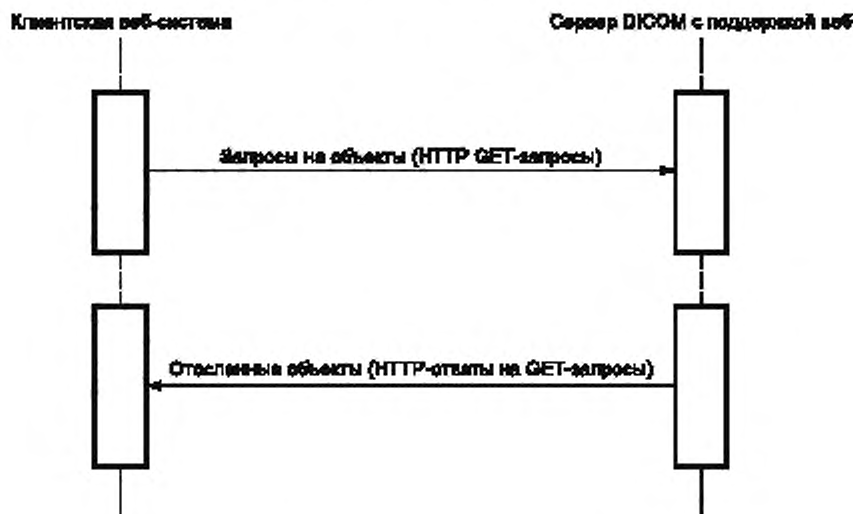 Клиентская веб-система
Сервер DICOM с поддержкой веб
Запросы на объекты (HTTP GET-запросы)
Отосланные объекты (HTTP-ответы на GET-запросы)